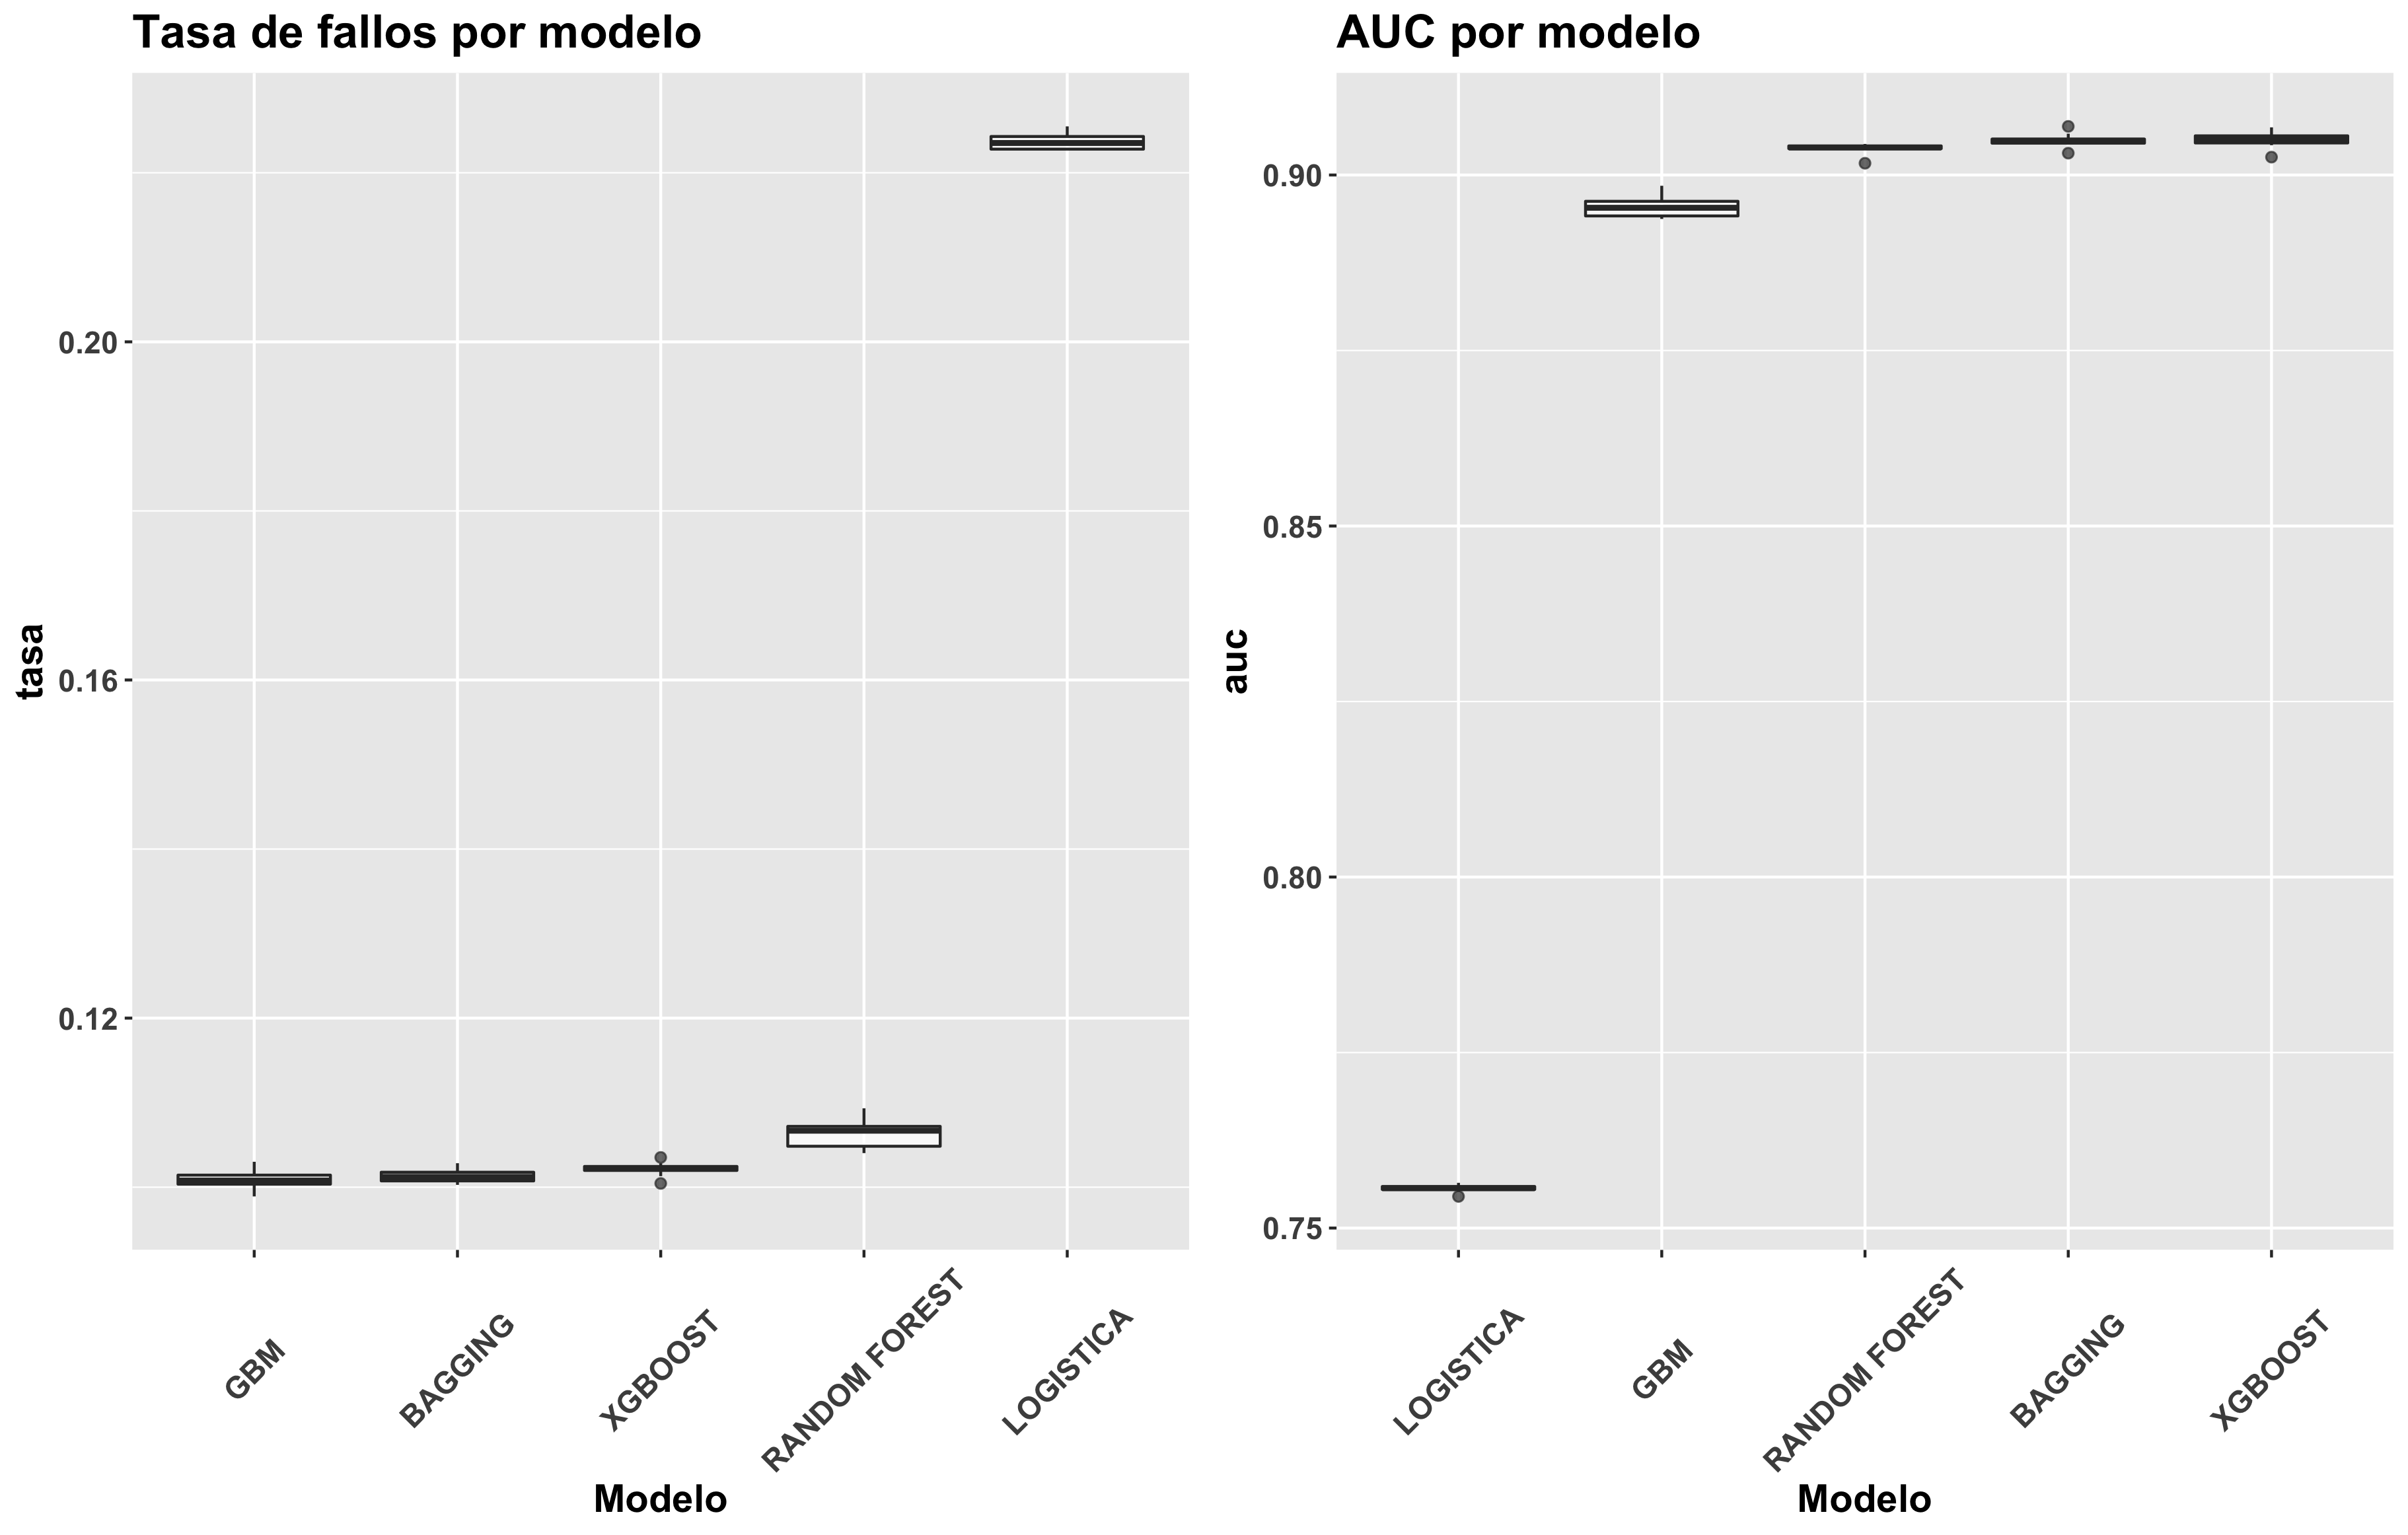 Tasa de fallos por modelo
tasa
0.20
0.16
0.12
GBM
BAGGING
XGBOOST
RANDOM FOREST
LOGISTICA
Modelo
AUC por modelo
auc
0.90
0.85
0.80
0.75
LOGISTICA
GBM
RANDOM FOREST
BAGGING
XGBOOST
Modelo